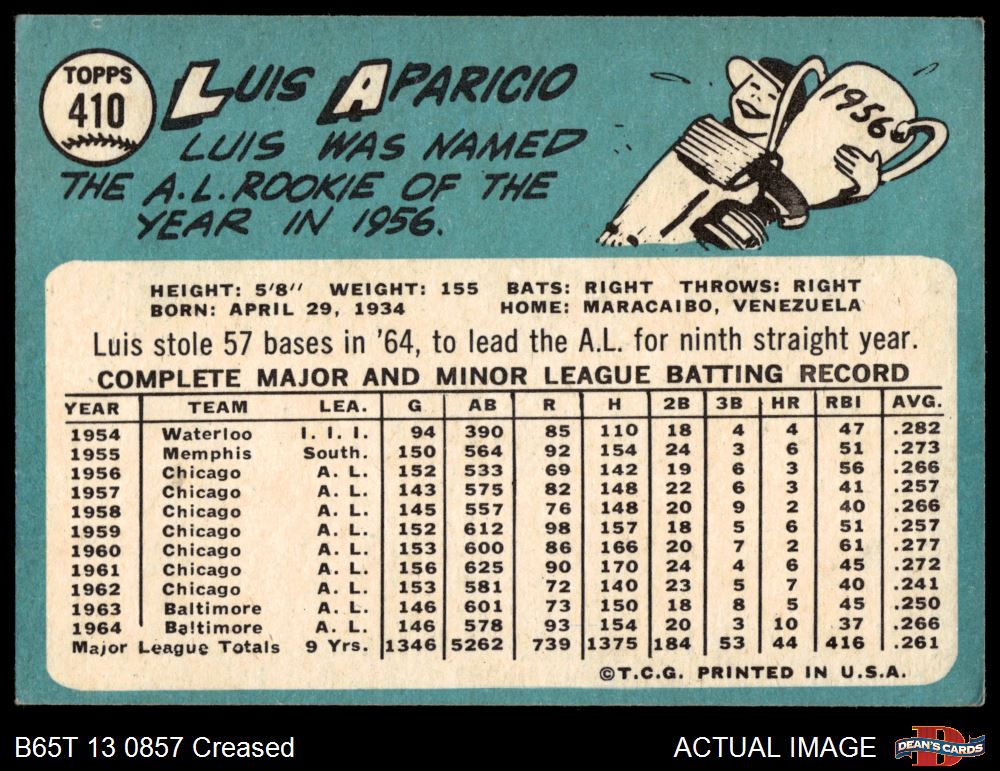 TOPPS
410
LUIS APARICIO
LUIS WAS NAMED
THE A.L. ROOKIE OF THE
YEAR IN 1956.
1956
HEIGHT: 5'8" WEIGHT: 155 BATS: RIGHT THROWS: RIGHT
BORN: APRIL 29, 1934 HOME: MARACAIBO, VENEZUELA
Luis stole 57 bases in '64, to lead the A.L. for ninth straight year.
COMPLETE MAJOR AND MINOR LEAGUE BATTING RECORD
YEAR TEAM LEA. G AB R H 2B 3B HR RBI AVG.
1954 Waterloo I. I. I. 94 390 85 110 18 4 4 47 .282
1955 Memphis South. 150 564 92 154 24 3 6 51 .273
1956 Chicago A. L. 152 533 69 142 19 6 3 56 .266
1957 Chicago A. L. 143 575 82 148 22 6 3 41 .257
1958 Chicago A. L. 145 557 76 148 20 9 2 40 .266
1959 Chicago A. L. 152 612 98 157 18 5 6 51 .257
1960 Chicago A. L. 153 600 86 166 20 7 2 61 .277
1961 Chicago A. L. 156 625 90 170 24 4 6 45 .272
1962 Chicago A. L. 153 581 72 140 23 5 7 40 .241
1963 Baltimore A. L. 146 601 73 150 18 8 5 45 .250
1964 Baltimore A. L. 146 578 93 154 20 3 10 37 .266
Major League Totals 9 Yrs. 1346 5262 739 1375 184 53 44 416 .261
©T.C.G. PRINTED IN U.S.A.
B65T 13 0857 Creased
ACTUAL IMAGE
DEAN'S CARDS